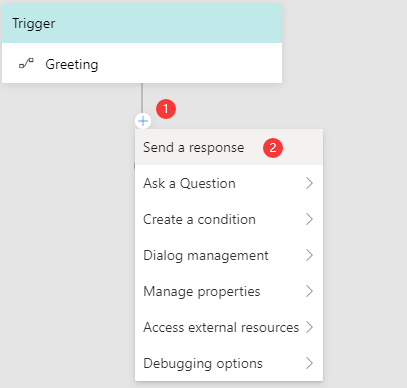 Trigger
Greeting
1
Send a response 2
Ask a Question
Create a condition
Dialog management
Manage properties
Access external resources
Debugging options